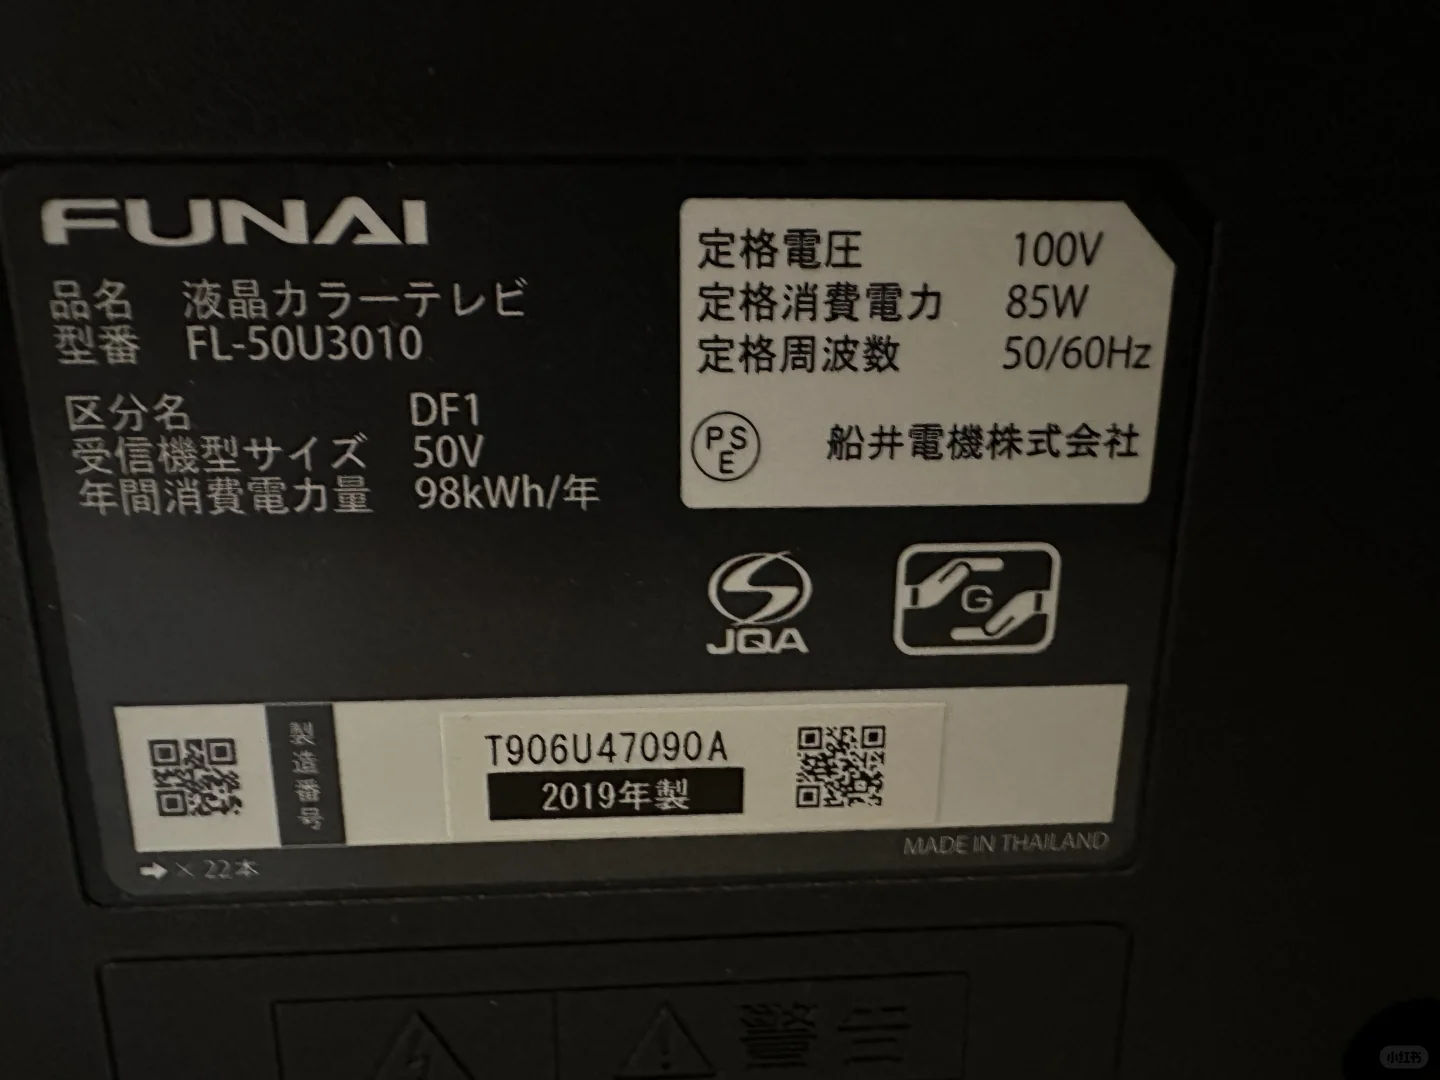 FUNAI
品名 液晶カラーテレビ
型番 FL-50U3010
区分名 DF1
受信機型サイズ 50V
年間消費電力量 98kWh/年
定格電圧 100V
定格消費電力 85W
定格周波数 50/60Hz
PSE 船井電機株式会社
JQA
G
製造番号
T906U47090A
2019年製
× 22本
MADE IN THAILAND
警告
小红书